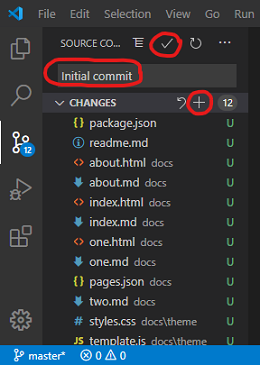 File Edit Selection View Go Run
SOURCE CO...
Initial commit
CHANGES 12
package.json U
readme.md U
12
about.html docs U
about.md docs U
index.html docs U
index.md docs U
one.html docs U
one.md docs U
pages.json docs U
two.md docs U
styles.css docs\theme U
template.js docs\theme U
master* 0 0